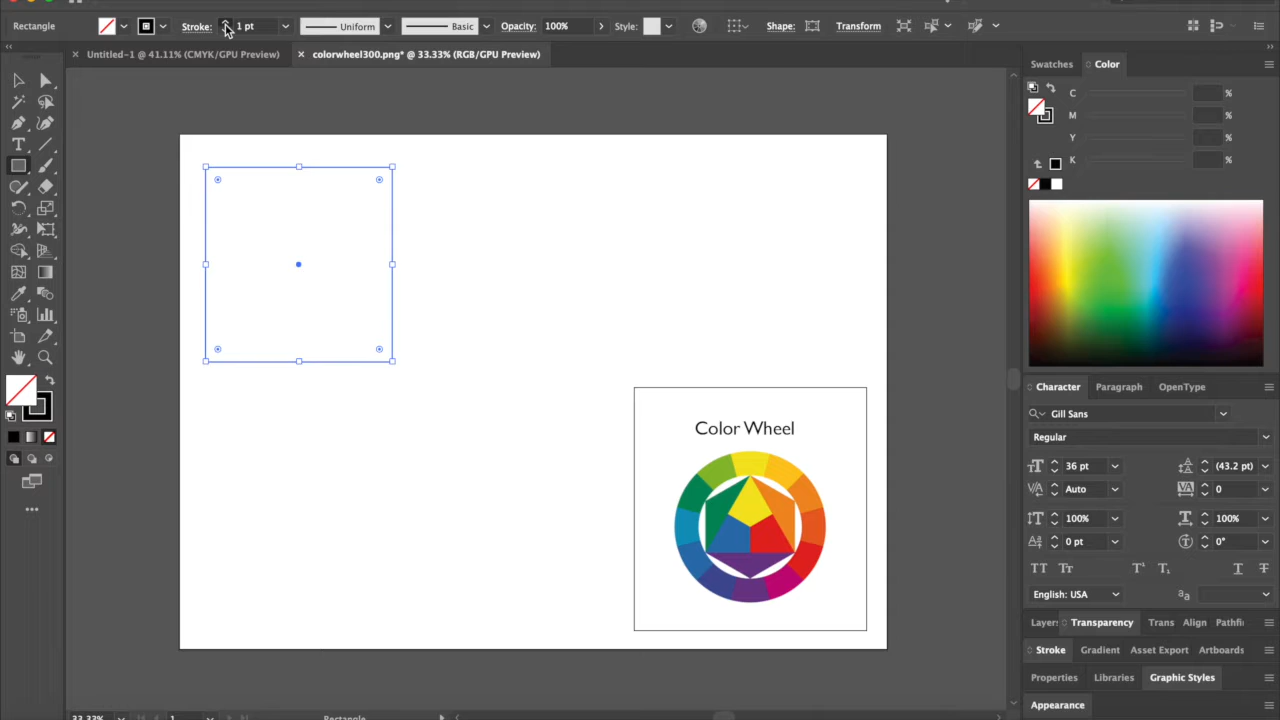 Rectangle Stroke: 1 pt Uniform Basic Opacity: 100% Style: Shape: Transform
Untitled-1 @ 41.11% (CMYK/GPU Preview) colorwheel300.png* @ 33.33% (RGB/GPU Preview)
Swatches Color
C %
M %
Y %
K %
Character Paragraph OpenType
Gill Sans
Regular
36 pt (43.2 pt)
Auto 0
100% 100%
0 pt 0°
English: USA
Color Wheel
Layers Transparency Trans Align Pathfi
Stroke Gradient Asset Export Artboards
Properties Libraries Graphic Styles
Appearance
33.33% 1 Rectangle